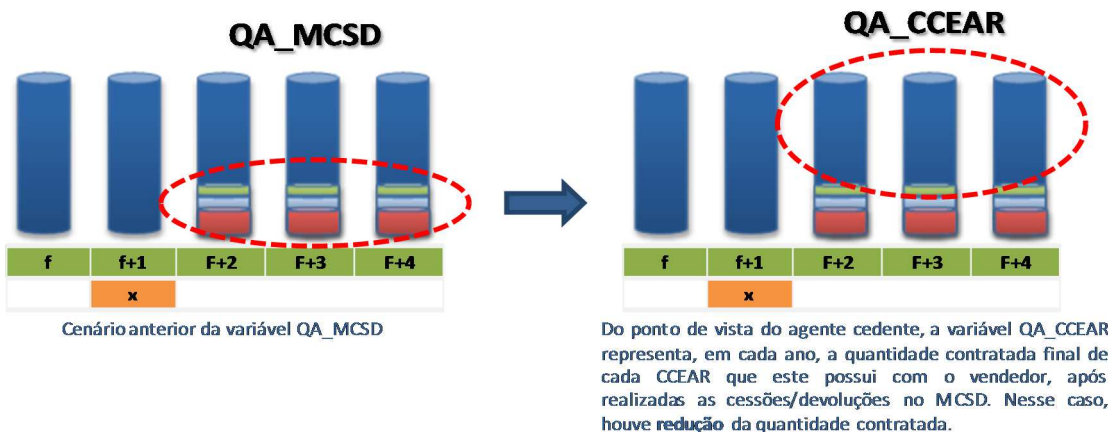 QA_MCSD
QA_CCEAR
f f+1 F+2 F+3 F+4
x
f f+1 F+2 F+3 F+4
x
Cenário anterior da variável QA_MCSD
Do ponto de vista do agente cedente, a variável QA_CCEAR
representa, em cada ano, a quantidade contratada final de
cada CCEAR que este possui com o vendedor, após
realizadas as cessões/devoluções no MCSD. Nesse caso,
houve redução da quantidade contratada.